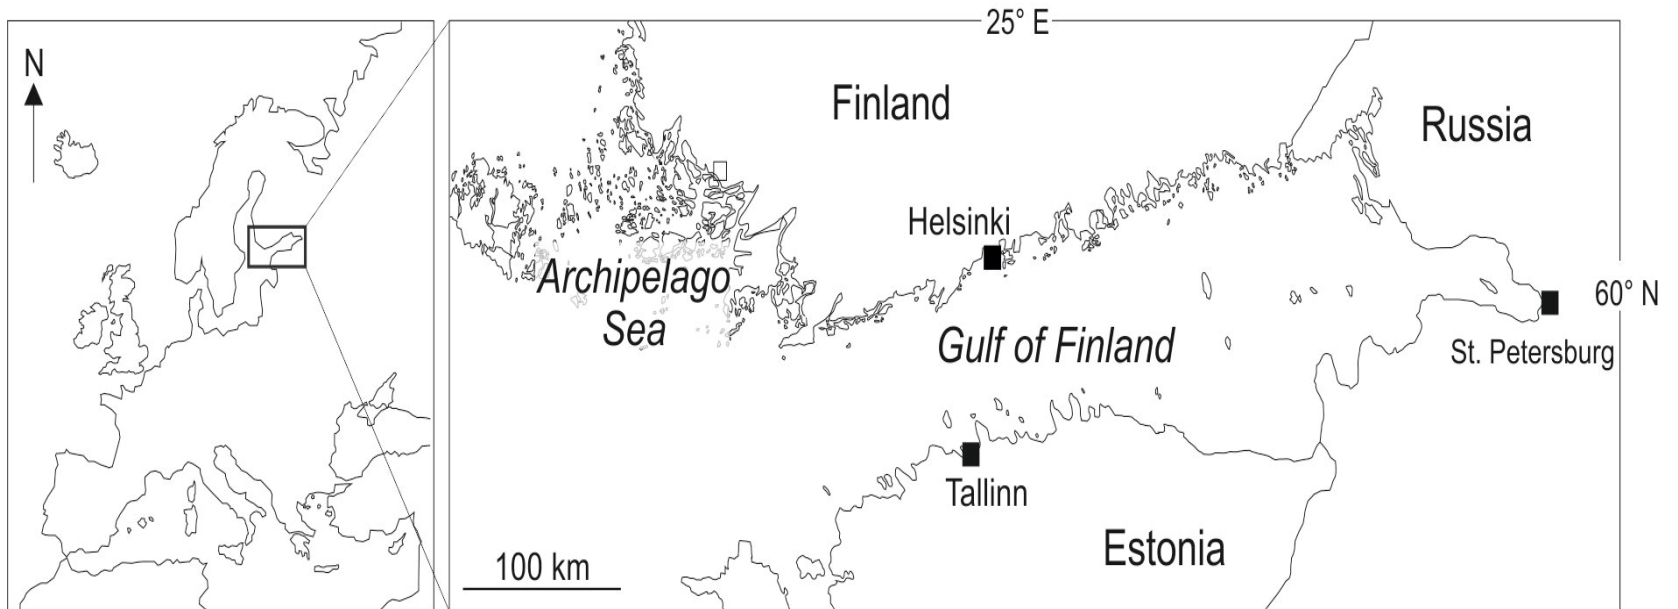 N
25° E
Finland
Russia
Helsinki
Archipelago
Sea
60° N
Gulf of Finland
St. Petersburg
Tallinn
Estonia
100 km